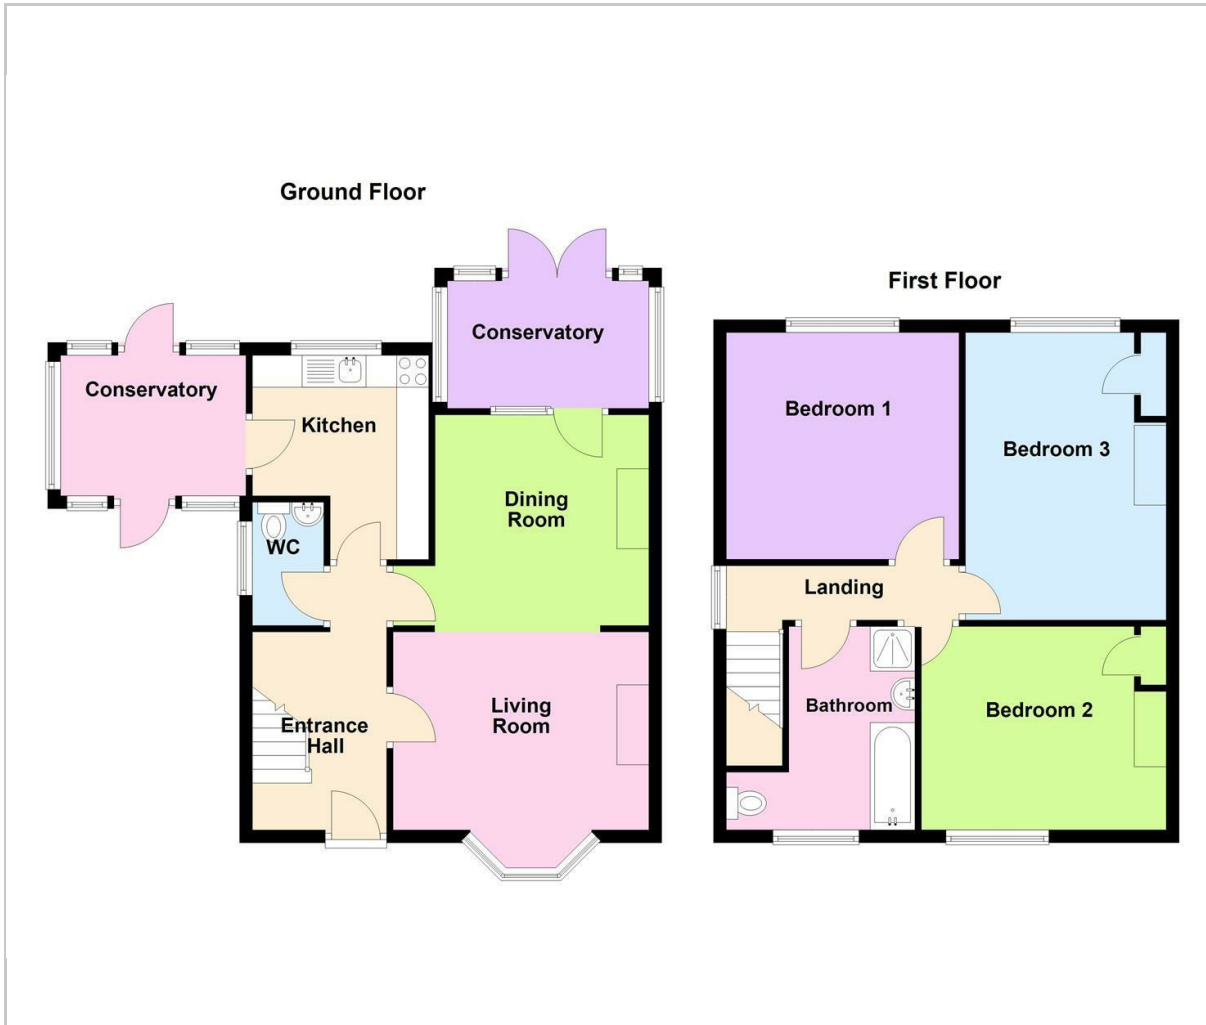 Ground Floor
Conservatory
Conservatory
Kitchen
Dining
Room
WC
Living
Room
Entrance
Hall
First Floor
Bedroom 1
Bedroom 3
Landing
Bathroom
Bedroom 2